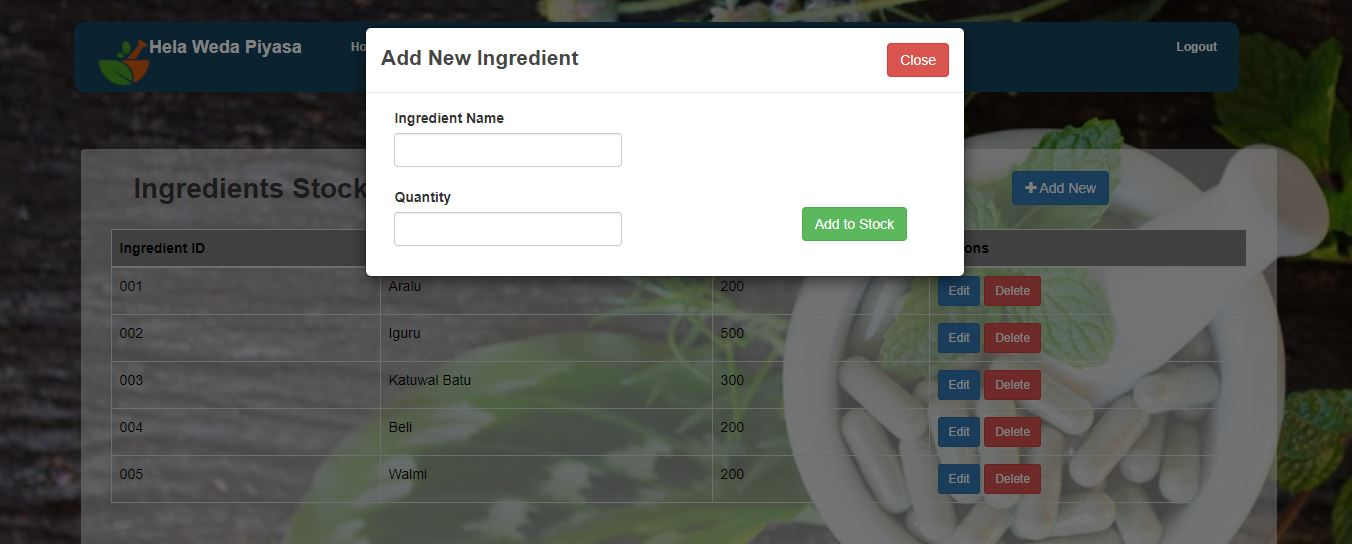 Hela Weda Piyasa
Logout
Add New Ingredient
Close
Ingredient Name
Quantity
Add to Stock
Ingredients Stock
Add New
Ingredient ID
001 Aralu 200 Edit Delete
002 Iguru 500 Edit Delete
003 Katuwal Batu 300 Edit Delete
004 Beli 200 Edit Delete
005 Walmi 200 Edit Delete